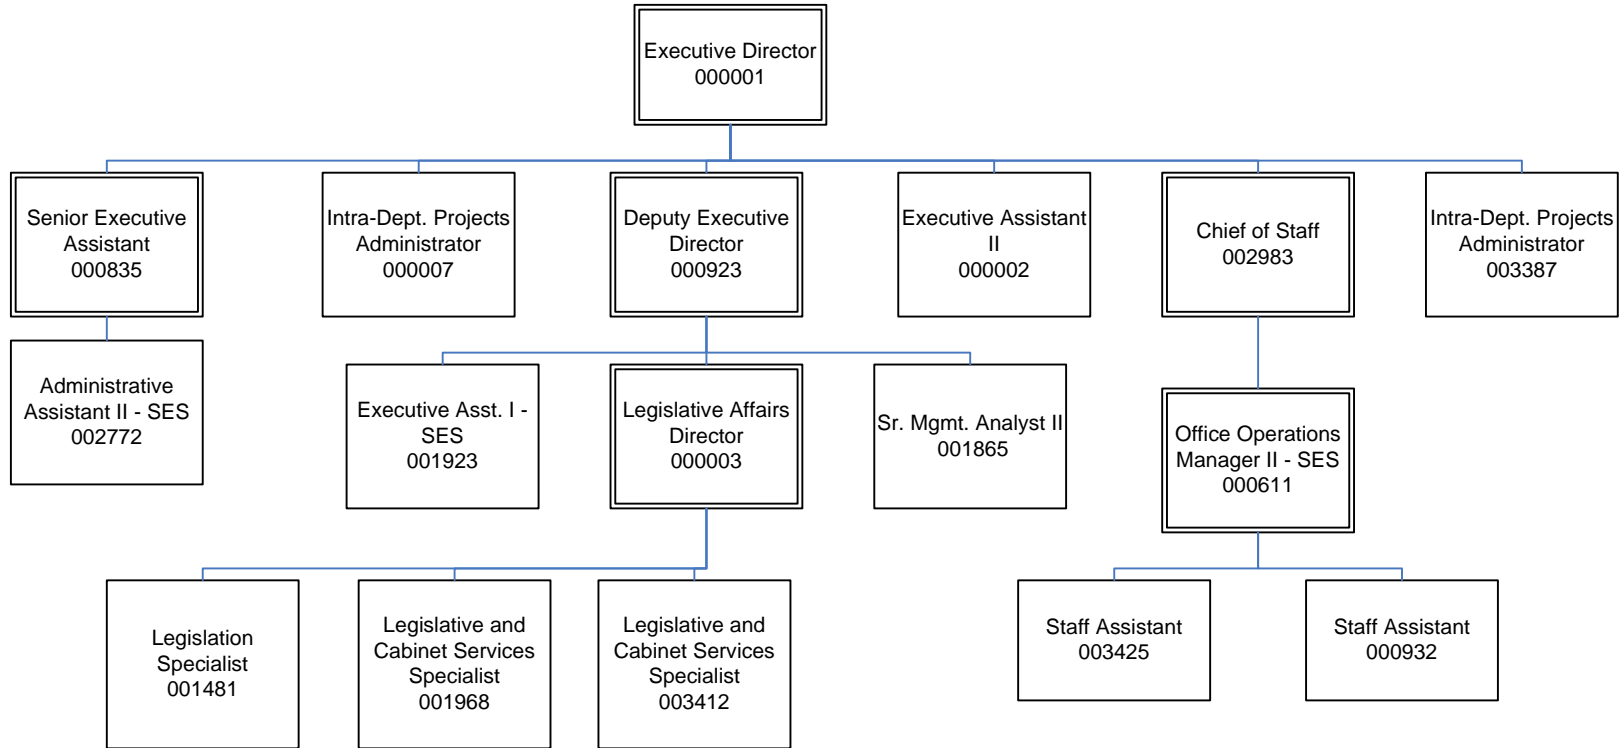 Executive Director
000001
Senior Executive
Assistant
000835
Intra-Dept. Projects
Administrator
000007
Deputy Executive
Director
000923
Executive Assistant
II
000002
Chief of Staff
002983
Intra-Dept. Projects
Administrator
003387
Administrative
Assistant II - SES
002772
Executive Asst. I -
SES
001923
Legislative Affairs
Director
000003
Sr. Mgmt. Analyst II
001865
Office Operations
Manager II - SES
000611
Legislation
Specialist
001481
Legislative and
Cabinet Services
Specialist
001968
Legislative and
Cabinet Services
Specialist
003412
Staff Assistant
003425
Staff Assistant
000932